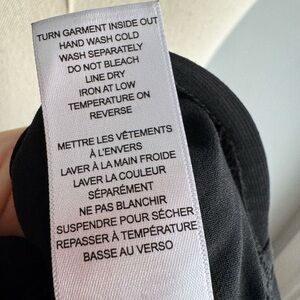 TURN GARMENT INSIDE OUT
HAND WASH COLD
WASH SEPARATELY
DO NOT BLEACH
LINE DRY
IRON AT LOW
TEMPERATURE ON
REVERSE
METTRE LES VÊTEMENTS
À L'ENVERS
LAVER À LA MAIN FROIDE
LAVER LA COULEUR
SÉPARÉMENT
NE PAS BLANCHIR
SUSPENDRE POUR SÉCHER
REPASSER À TEMPÉRATURE
BASSE AU VERSO